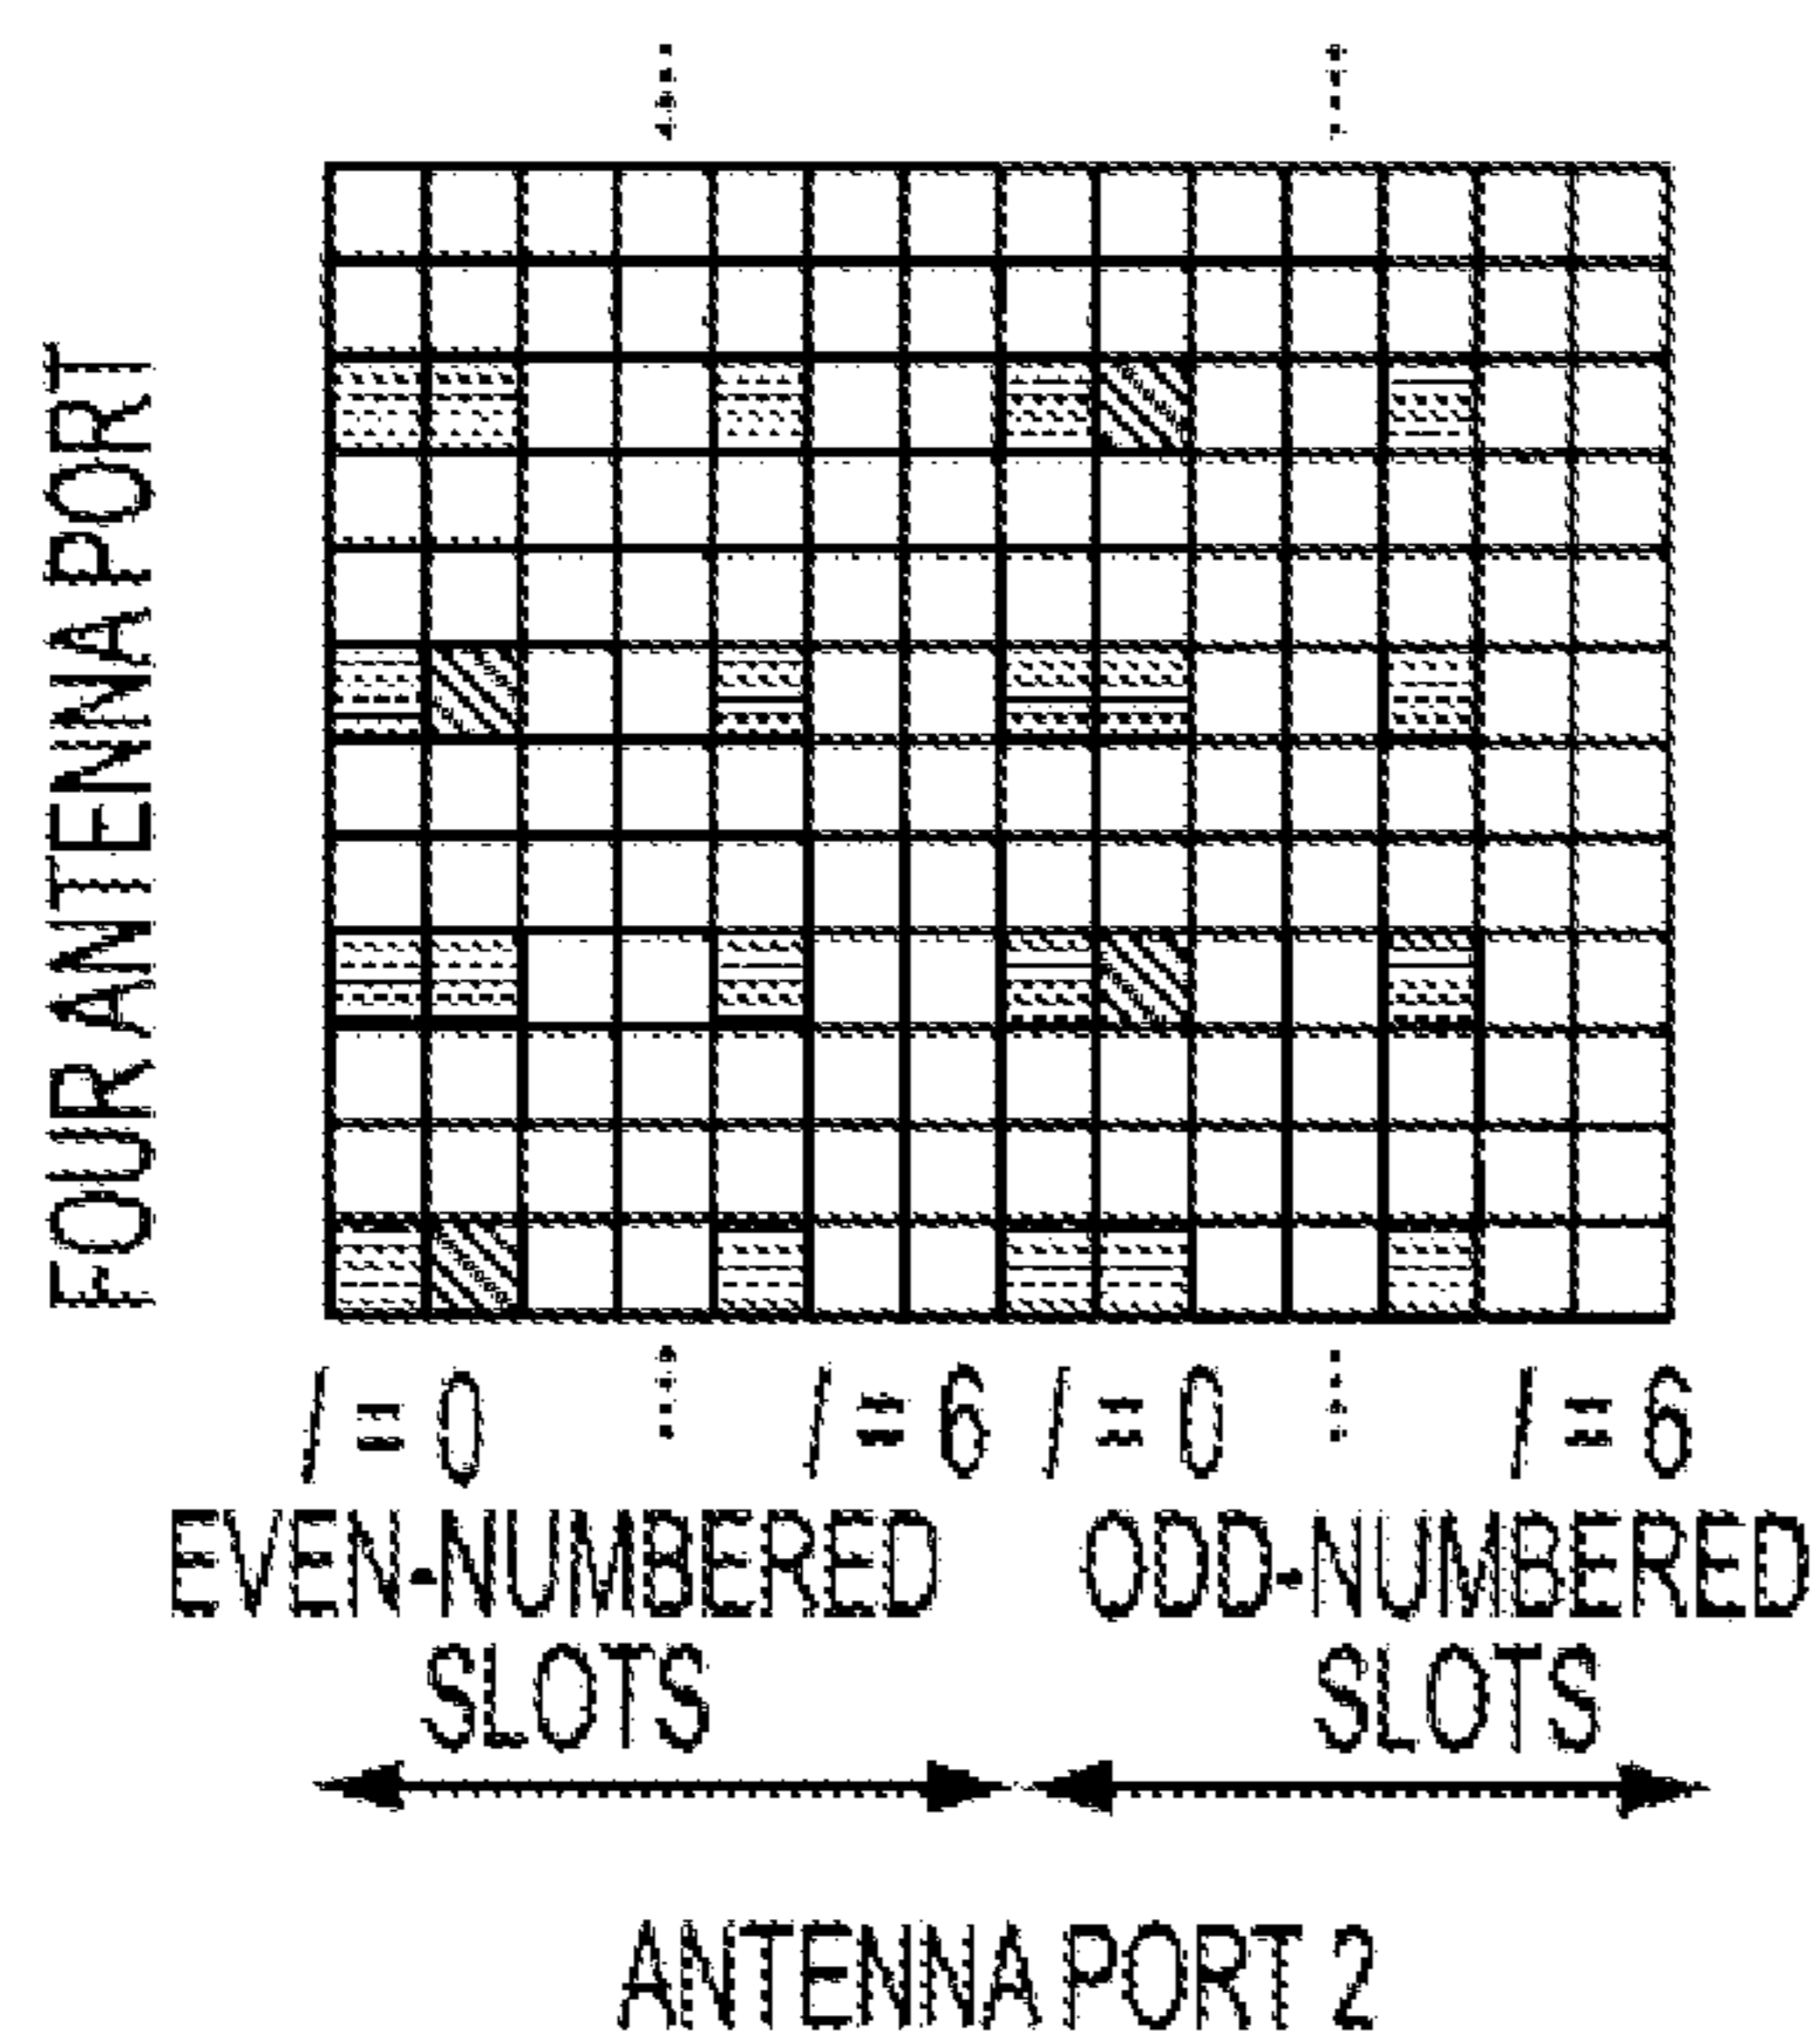 FOUR ANTENNA PORT
l = 0 l = 6 l = 0 l = 6
EVEN-NUMBERED ODD-NUMBERED
SLOTS SLOTS
ANTENNA PORT 2